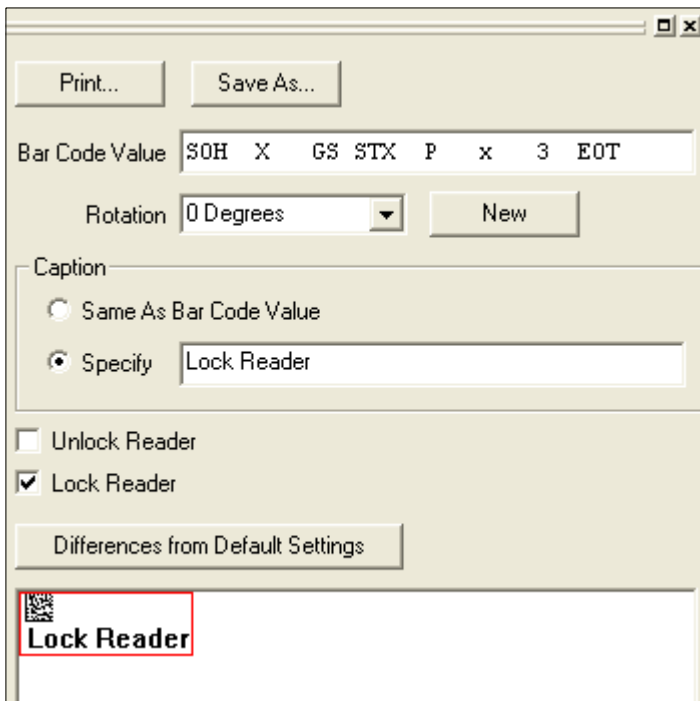 Print... Save As...
Bar Code Value SOH X GS STX P x 3 EOT
Rotation 0 Degrees New
Caption
Same As Bar Code Value
Specify Lock Reader
Unlock Reader
Lock Reader
Differences from Default Settings
Lock Reader